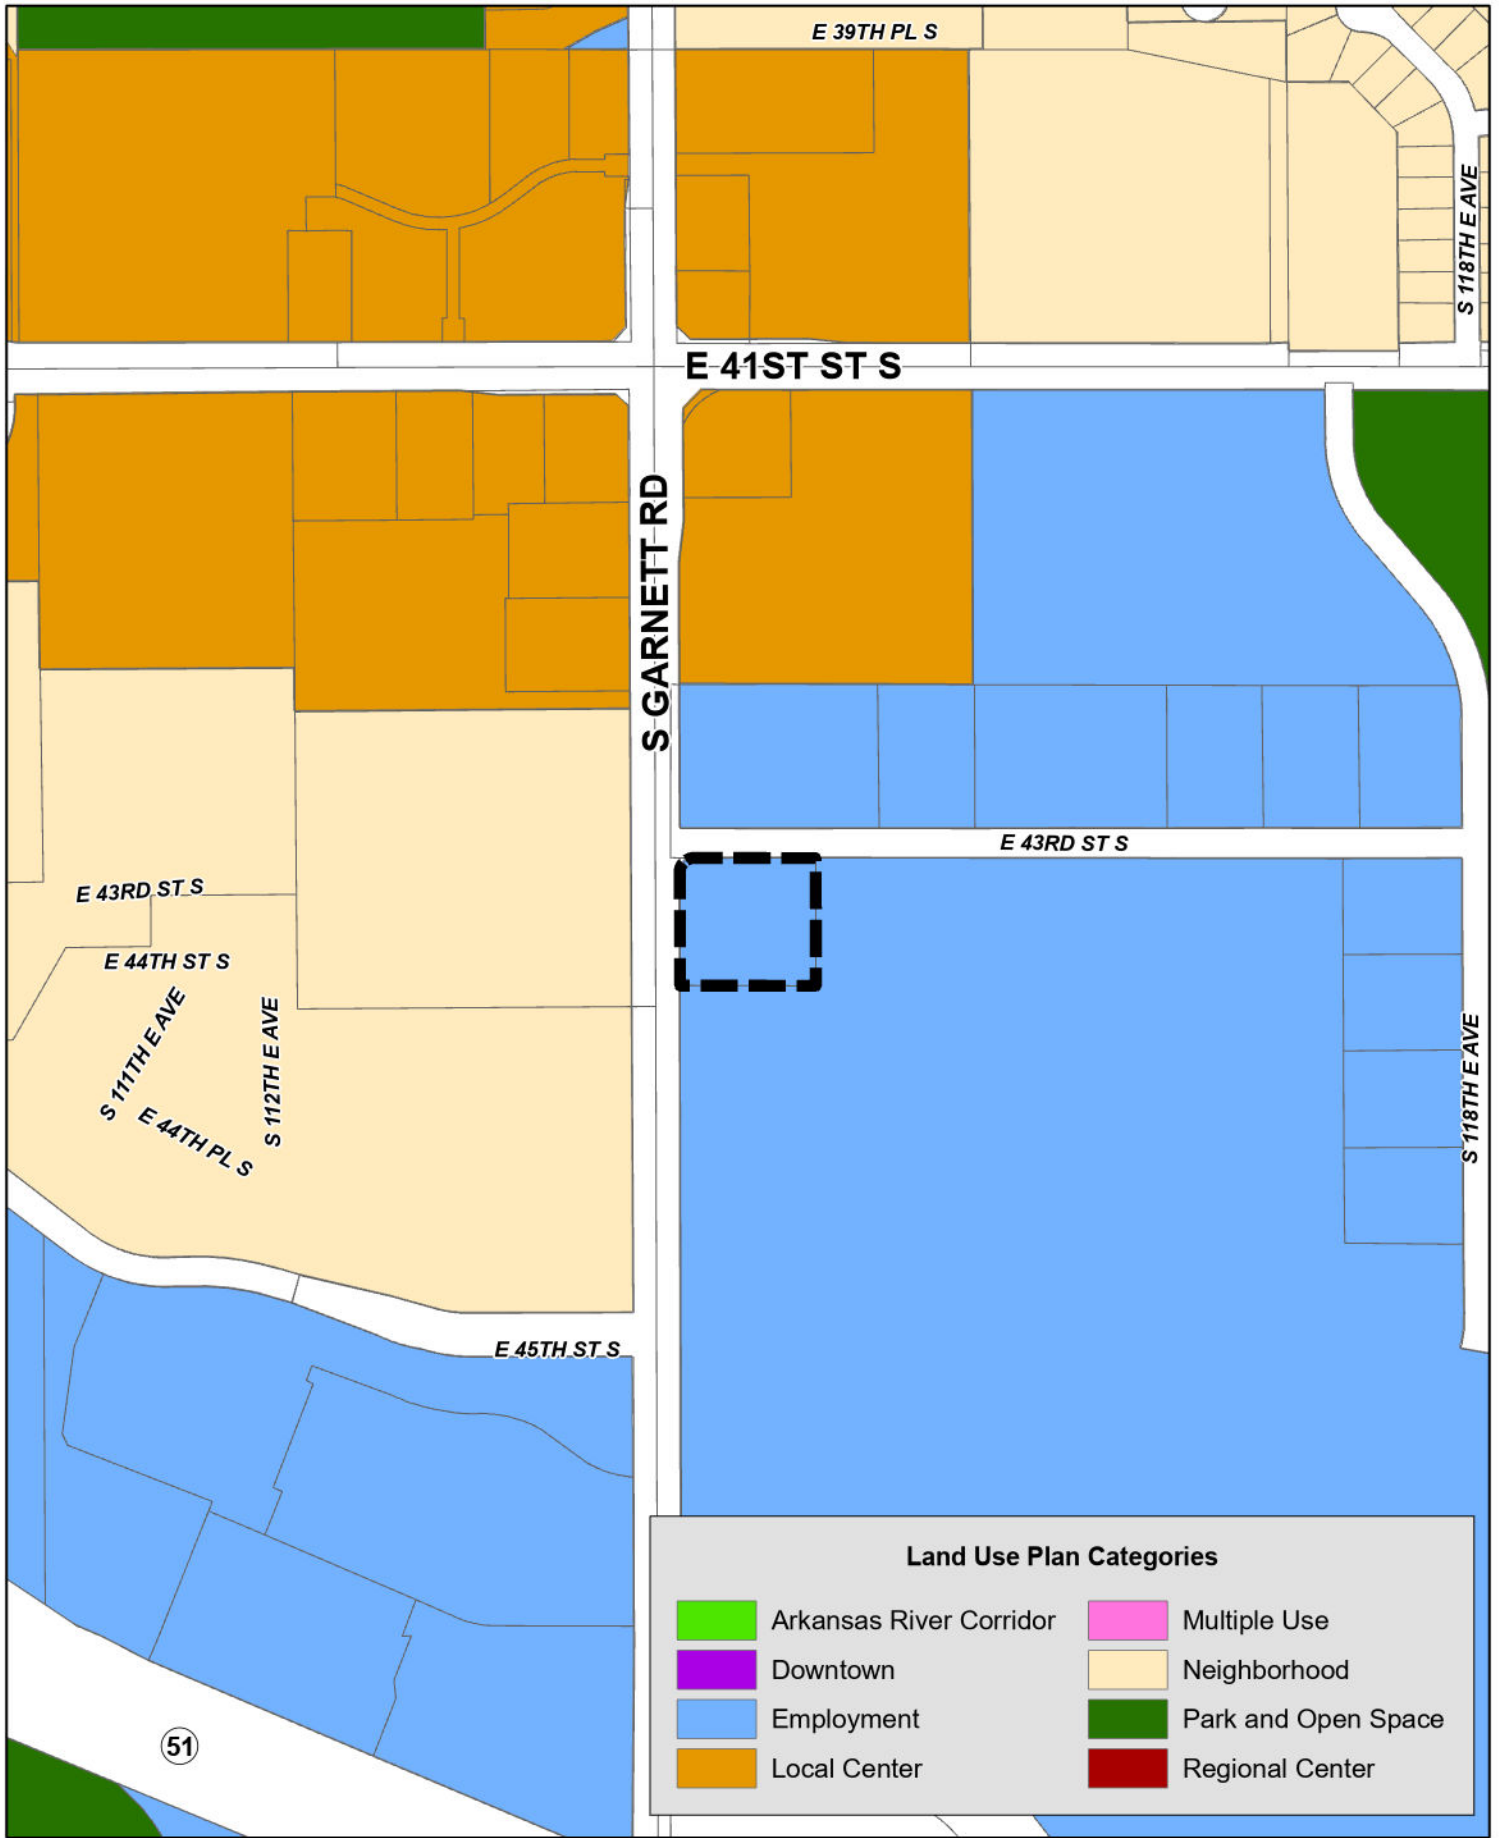 E 39TH PL S
S 118TH E AVE
E 41ST ST S
S GARNETT RD
E 43RD ST S
E 43RD ST S
E 44TH ST S
S 111TH E AVE
S 112TH E AVE
E 44TH PL S
S 118TH E AVE
E 45TH ST S
51
Land Use Plan Categories
Arkansas River Corridor
Downtown
Employment
Local Center
Multiple Use
Neighborhood
Park and Open Space
Regional Center